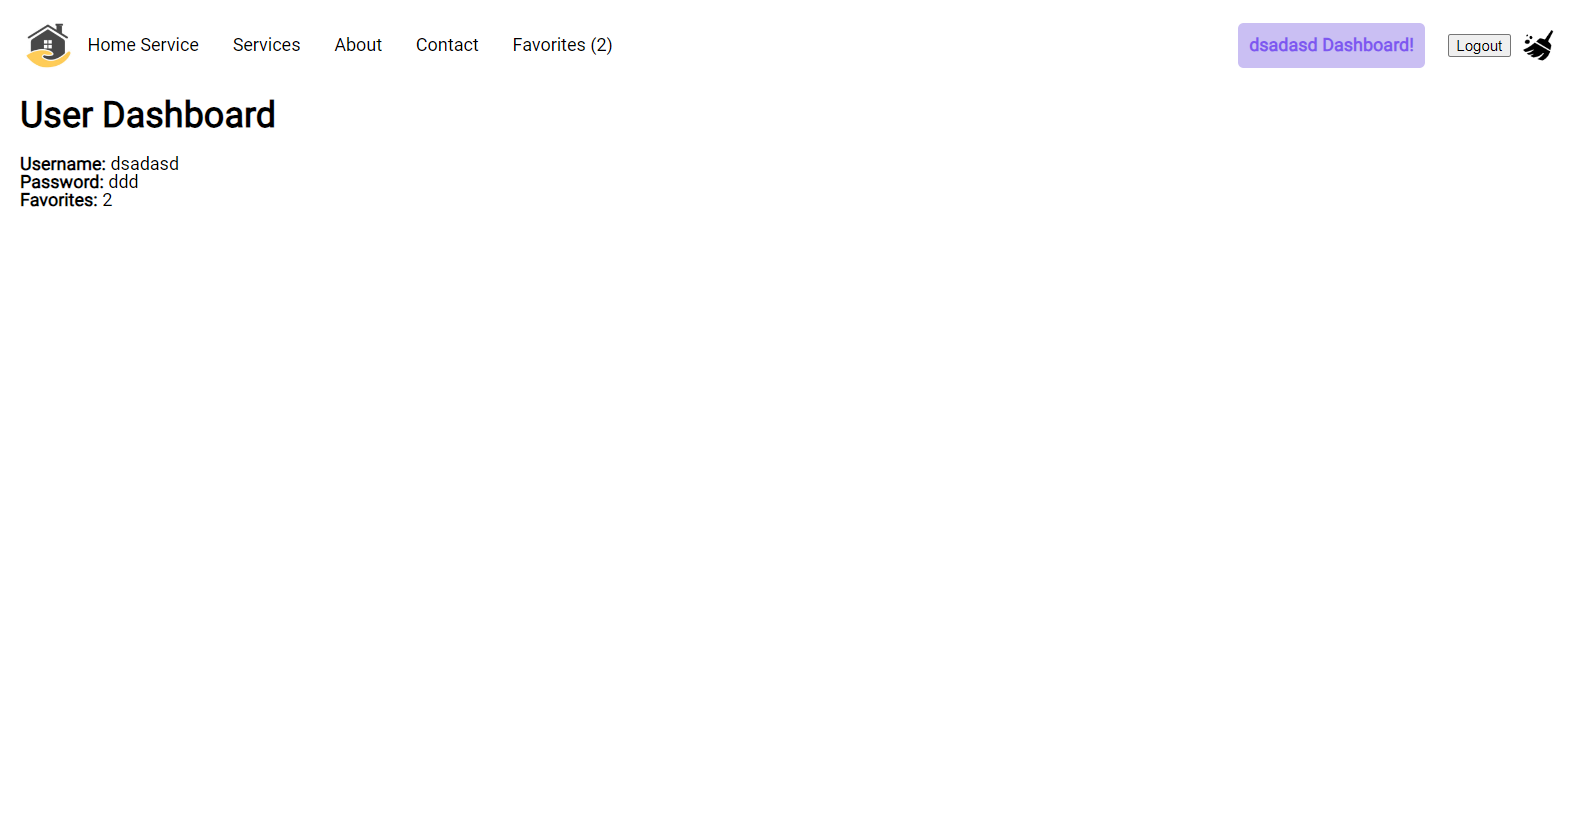 Home Service Services About Contact Favorites (2) dsadasd Dashboard! Logout
User Dashboard
Username: dsadasd
Password: ddd
Favorites: 2